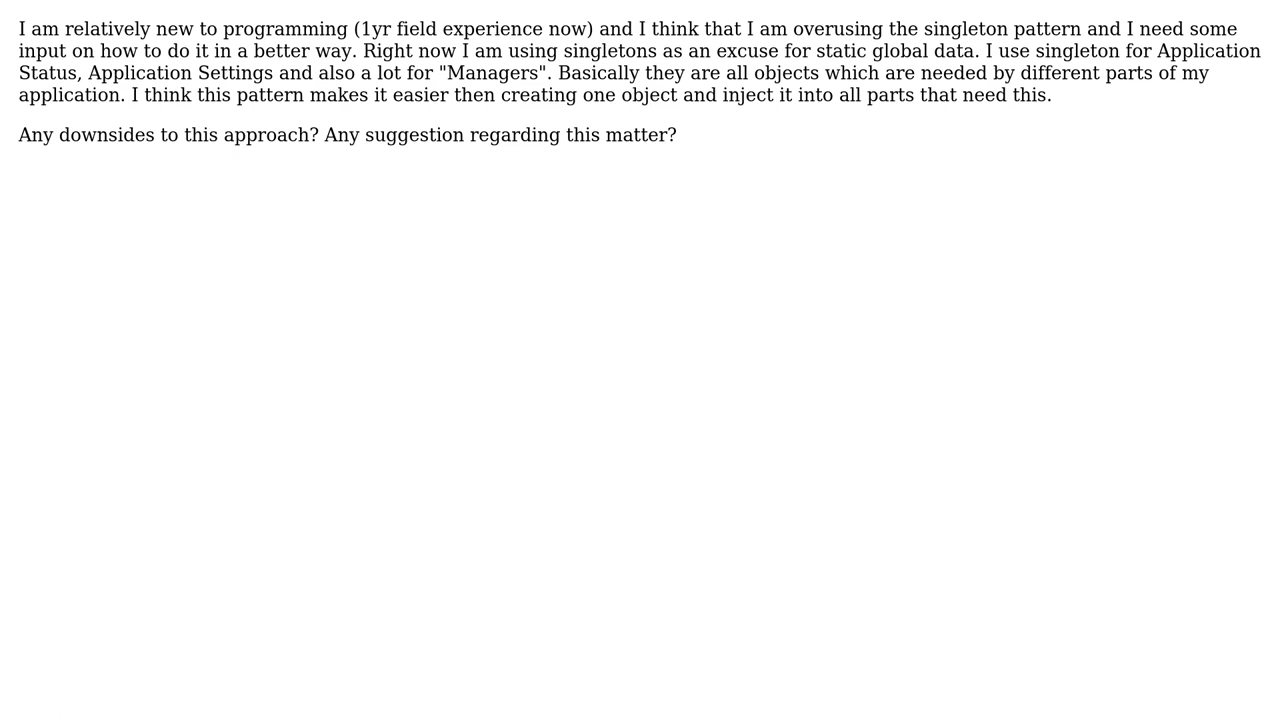 I am relatively new to programming (1yr field experience now) and I think that I am overusing the singleton pattern and I need some
input on how to do it in a better way. Right now I am using singletons as an excuse for static global data. I use singleton for Application
Status, Application Settings and also a lot for "Managers". Basically they are all objects which are needed by different parts of my
application. I think this pattern makes it easier then creating one object and inject it into all parts that need this.
Any downsides to this approach? Any suggestion regarding this matter?